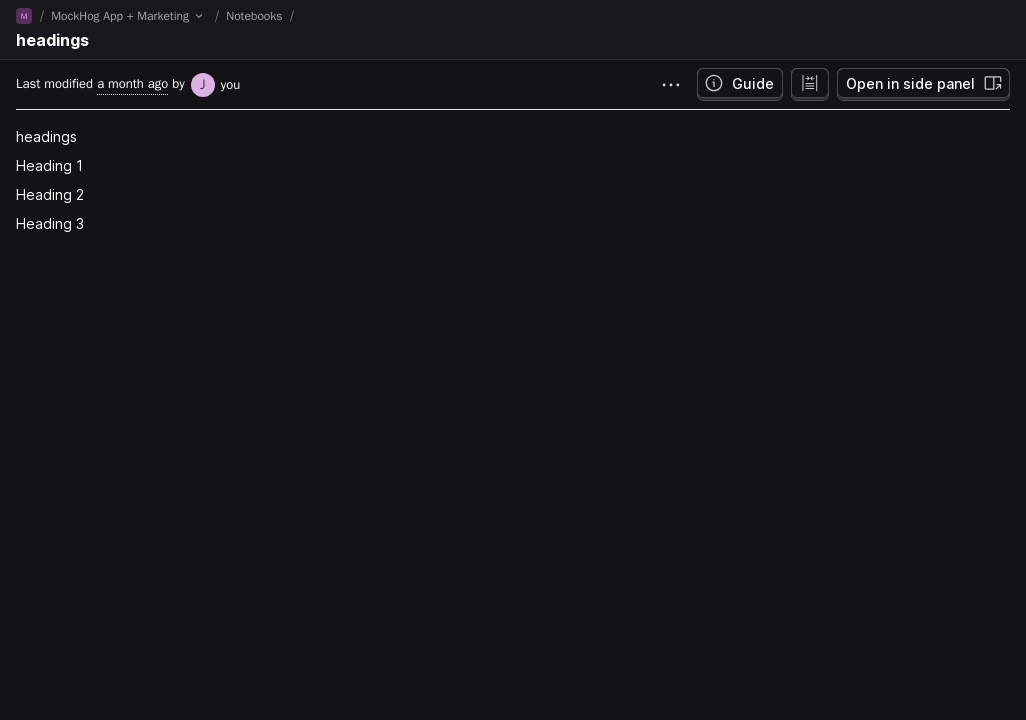 M / MockHog App + Marketing / Notebooks /
headings
Last modified a month ago by J you
Guide
Open in side panel
headings
Heading 1
Heading 2
Heading 3